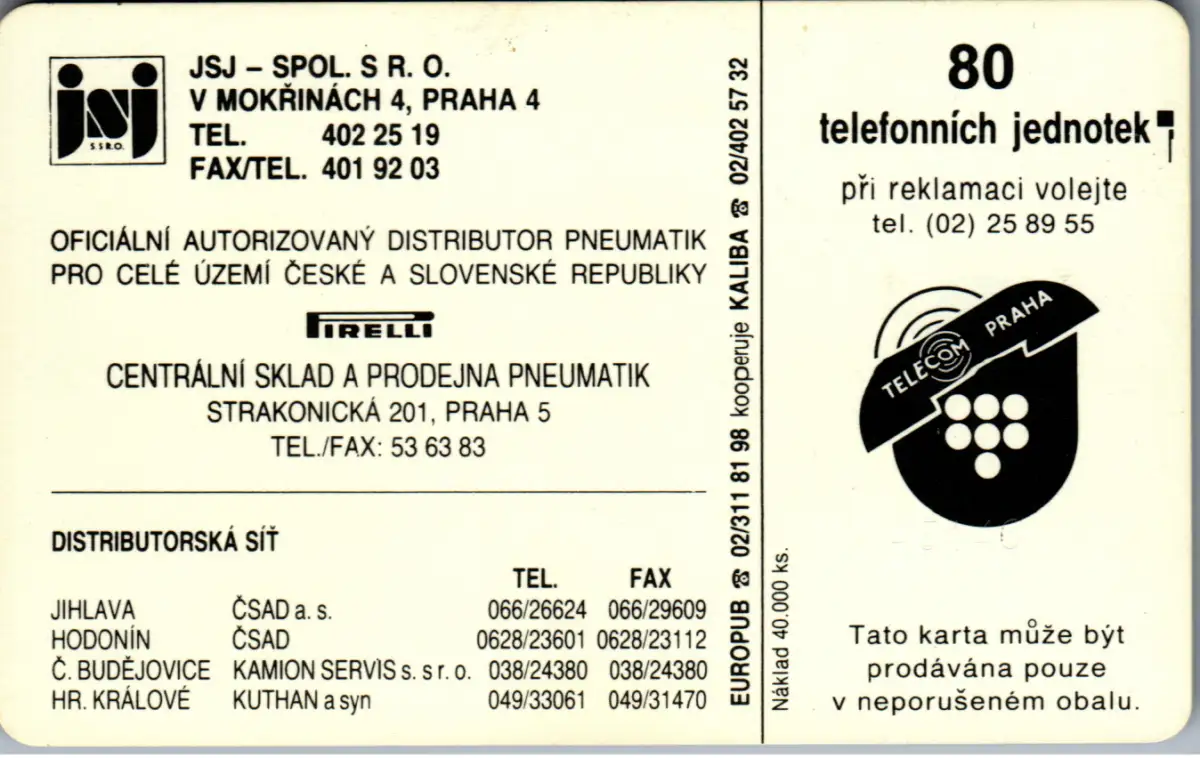 jsj
S S R.O.
JSJ – SPOL. S R. O.
V MOKŘINÁCH 4, PRAHA 4
TEL. 402 25 19
FAX/TEL. 401 92 03
OFICIÁLNÍ AUTORIZOVANÝ DISTRIBUTOR PNEUMATIK
PRO CELÉ ÚZEMÍ ČESKÉ A SLOVENSKÉ REPUBLIKY
PIRELLI
CENTRÁLNÍ SKLAD A PRODEJNA PNEUMATIK
STRAKONICKÁ 201, PRAHA 5
TEL./FAX: 53 63 83
DISTRIBUTORSKÁ SÍŤ
TEL. FAX
JIHLAVA ČSAD a. s. 066/26624 066/29609
HODONÍN ČSAD 0628/23601 0628/23112
Č. BUDĚJOVICE KAMION SERVIS s. s r. o. 038/24380 038/24380
HR. KRÁLOVÉ KUTHAN a syn 049/33061 049/31470
EUROPUB ☎ 02/311 81 98 kooperuje KALIBA ☎ 02/402 57 32
Náklad 40.000 ks.
80
telefonních jednotek
při reklamaci volejte
tel. (02) 25 89 55
TELECOM PRAHA
Tato karta může být
prodávána pouze
v neporušeném obalu.